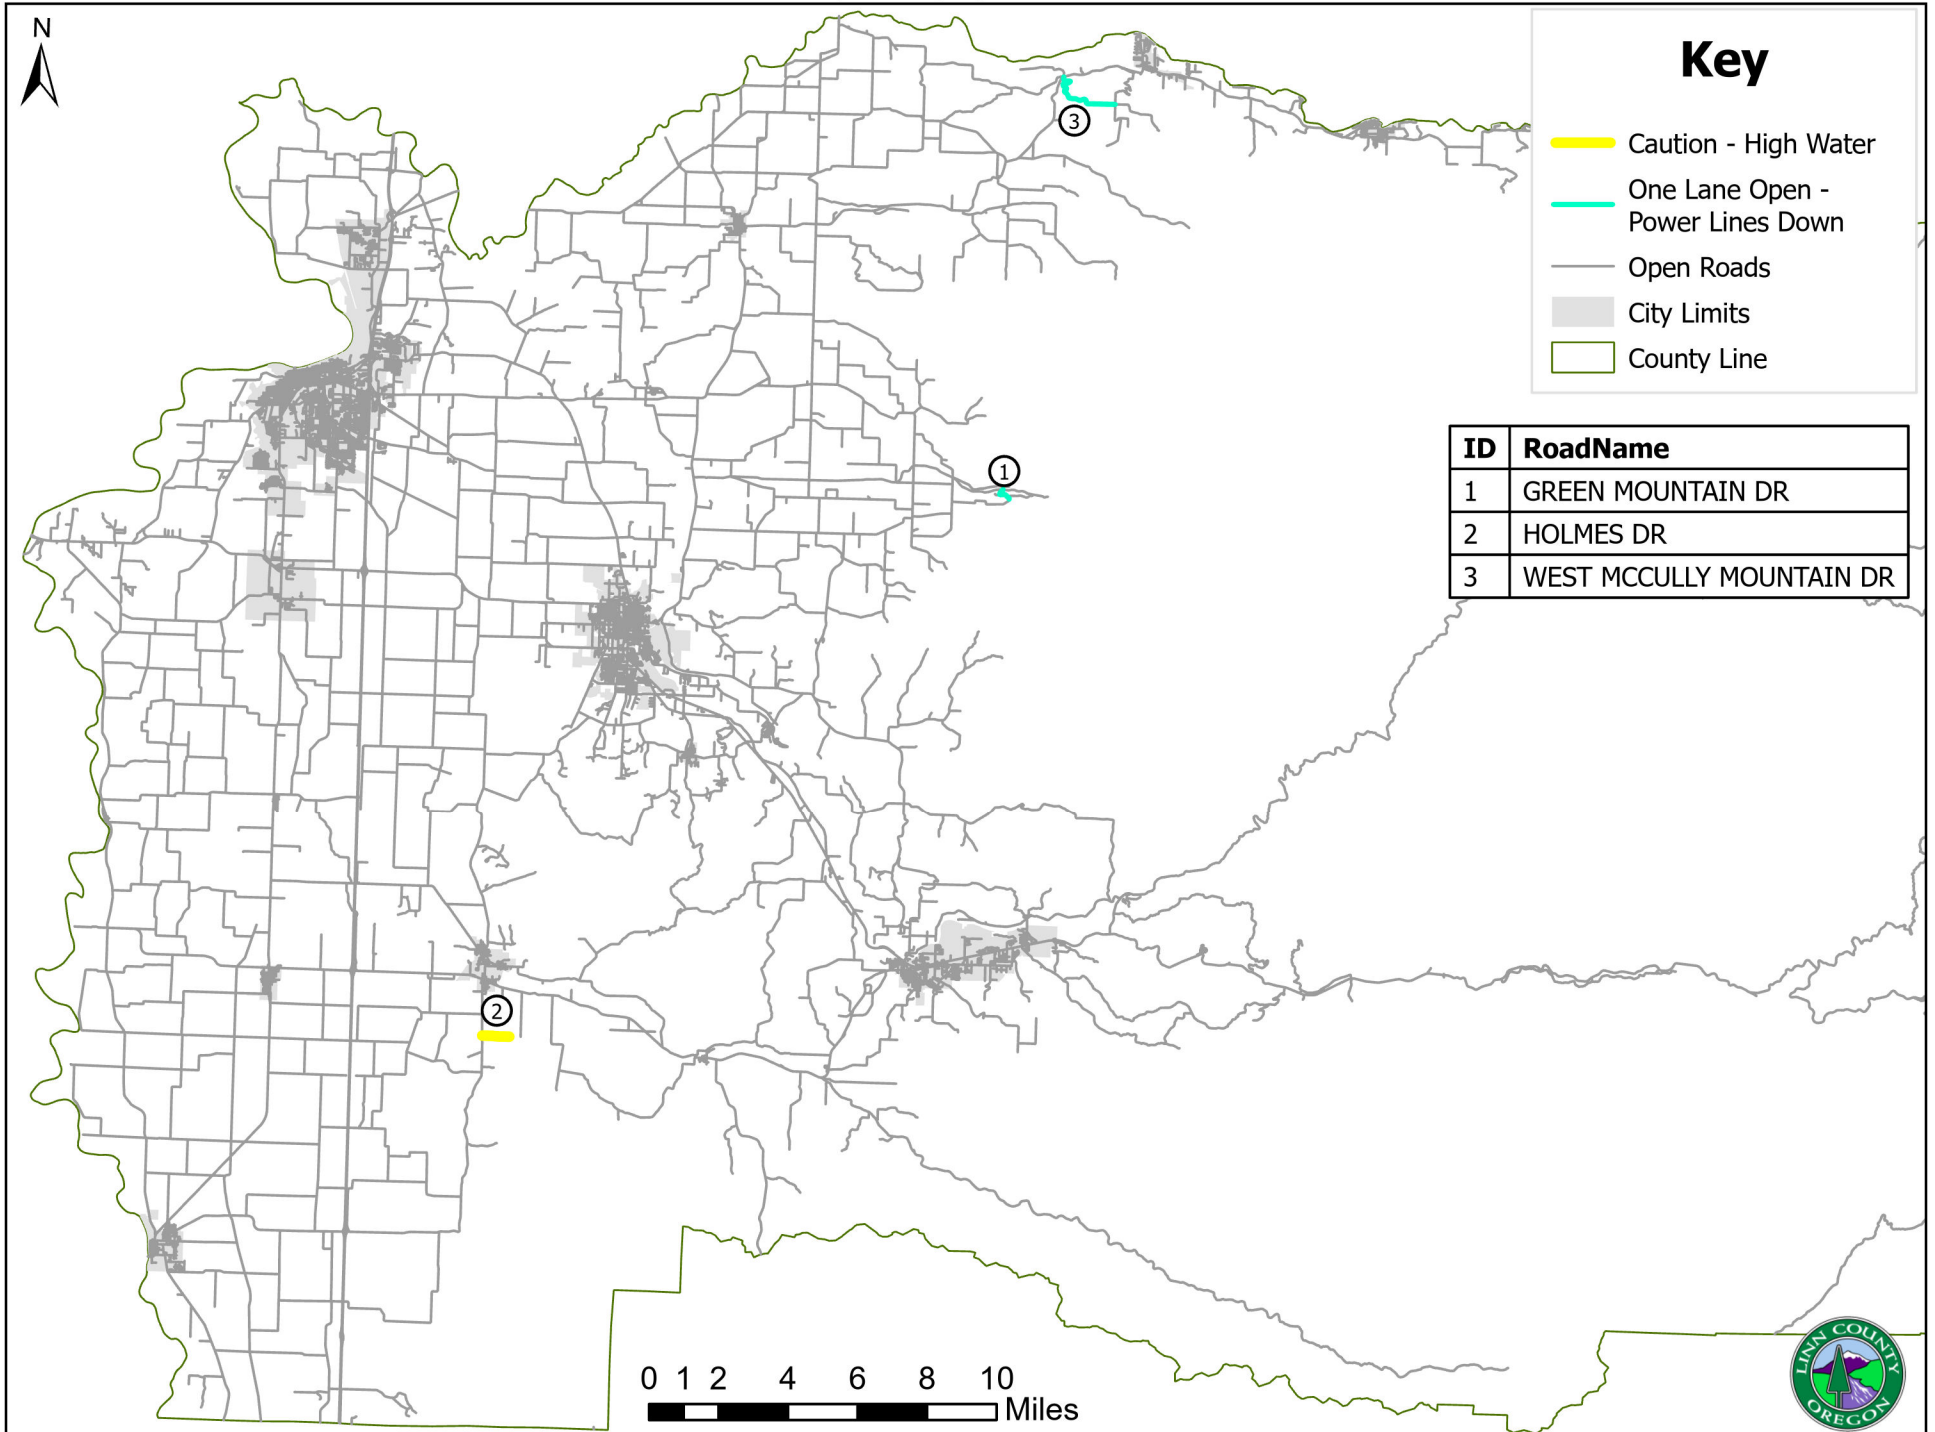 N
Key
Caution - High Water
One Lane Open -
Power Lines Down
Open Roads
City Limits
County Line
ID RoadName
1 GREEN MOUNTAIN DR
2 HOLMES DR
3 WEST MCCULLY MOUNTAIN DR
3
1
2
0 1 2 4 6 8 10
Miles
LINN COUNTY
OREGON